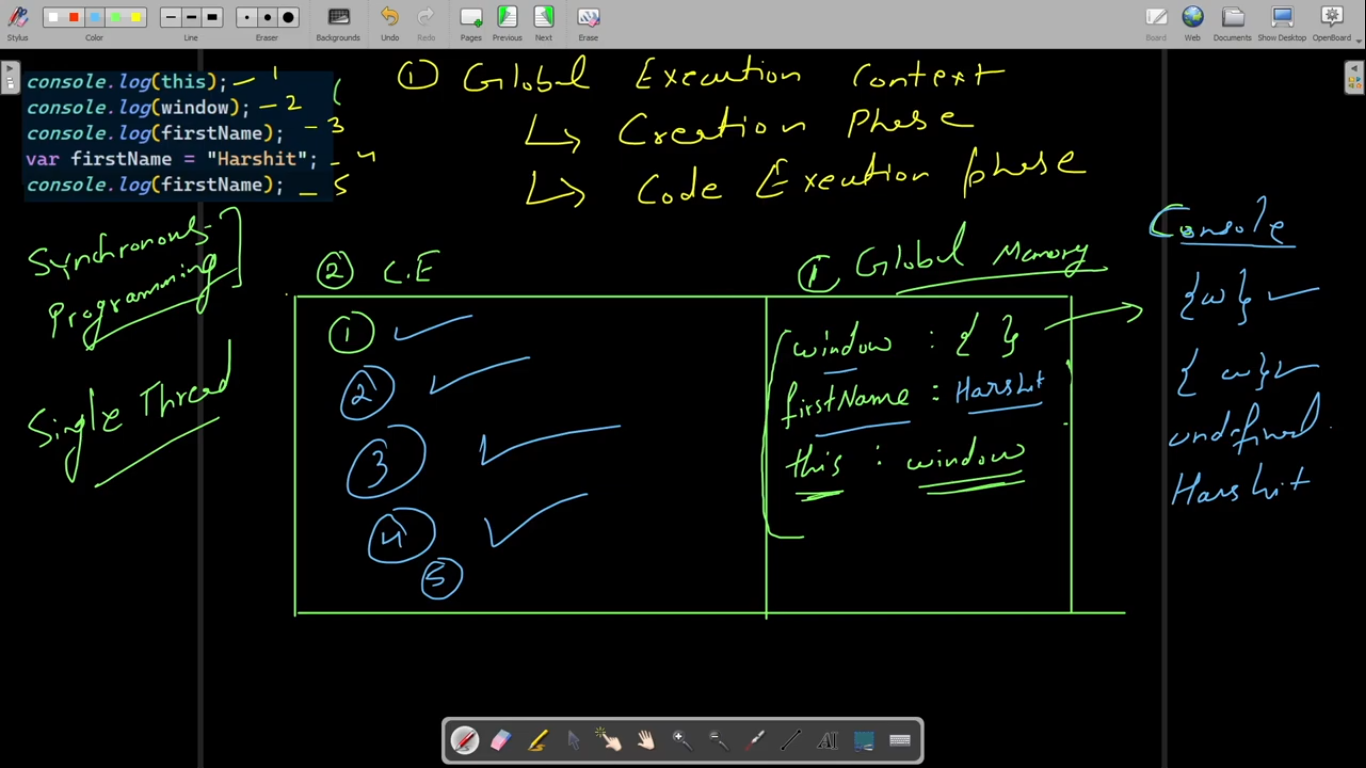 Stylus
Color
Line
Eraser
Backgrounds
Undo
Redo
Pages
Previous
Next
Erase
Board
Web
Documents
Show Desktop
OpenBoard
console.log(this); - 1
console.log(window); - 2
console.log(firstName); - 3
var firstName = "Harshit"; - 4
console.log(firstName); - 5
① Global Execution Context
↳ Creation Phase
↳ Code Execution phase
Synchronous
Programming
Single Thread
② C.E
① Global Memory
① ✓
② ✓
③ ✓
④ ✓
⑤
window : { }
firstName : Harshit
this : window
Console
{w} ✓
{w} ✓
undefined.
Harshit